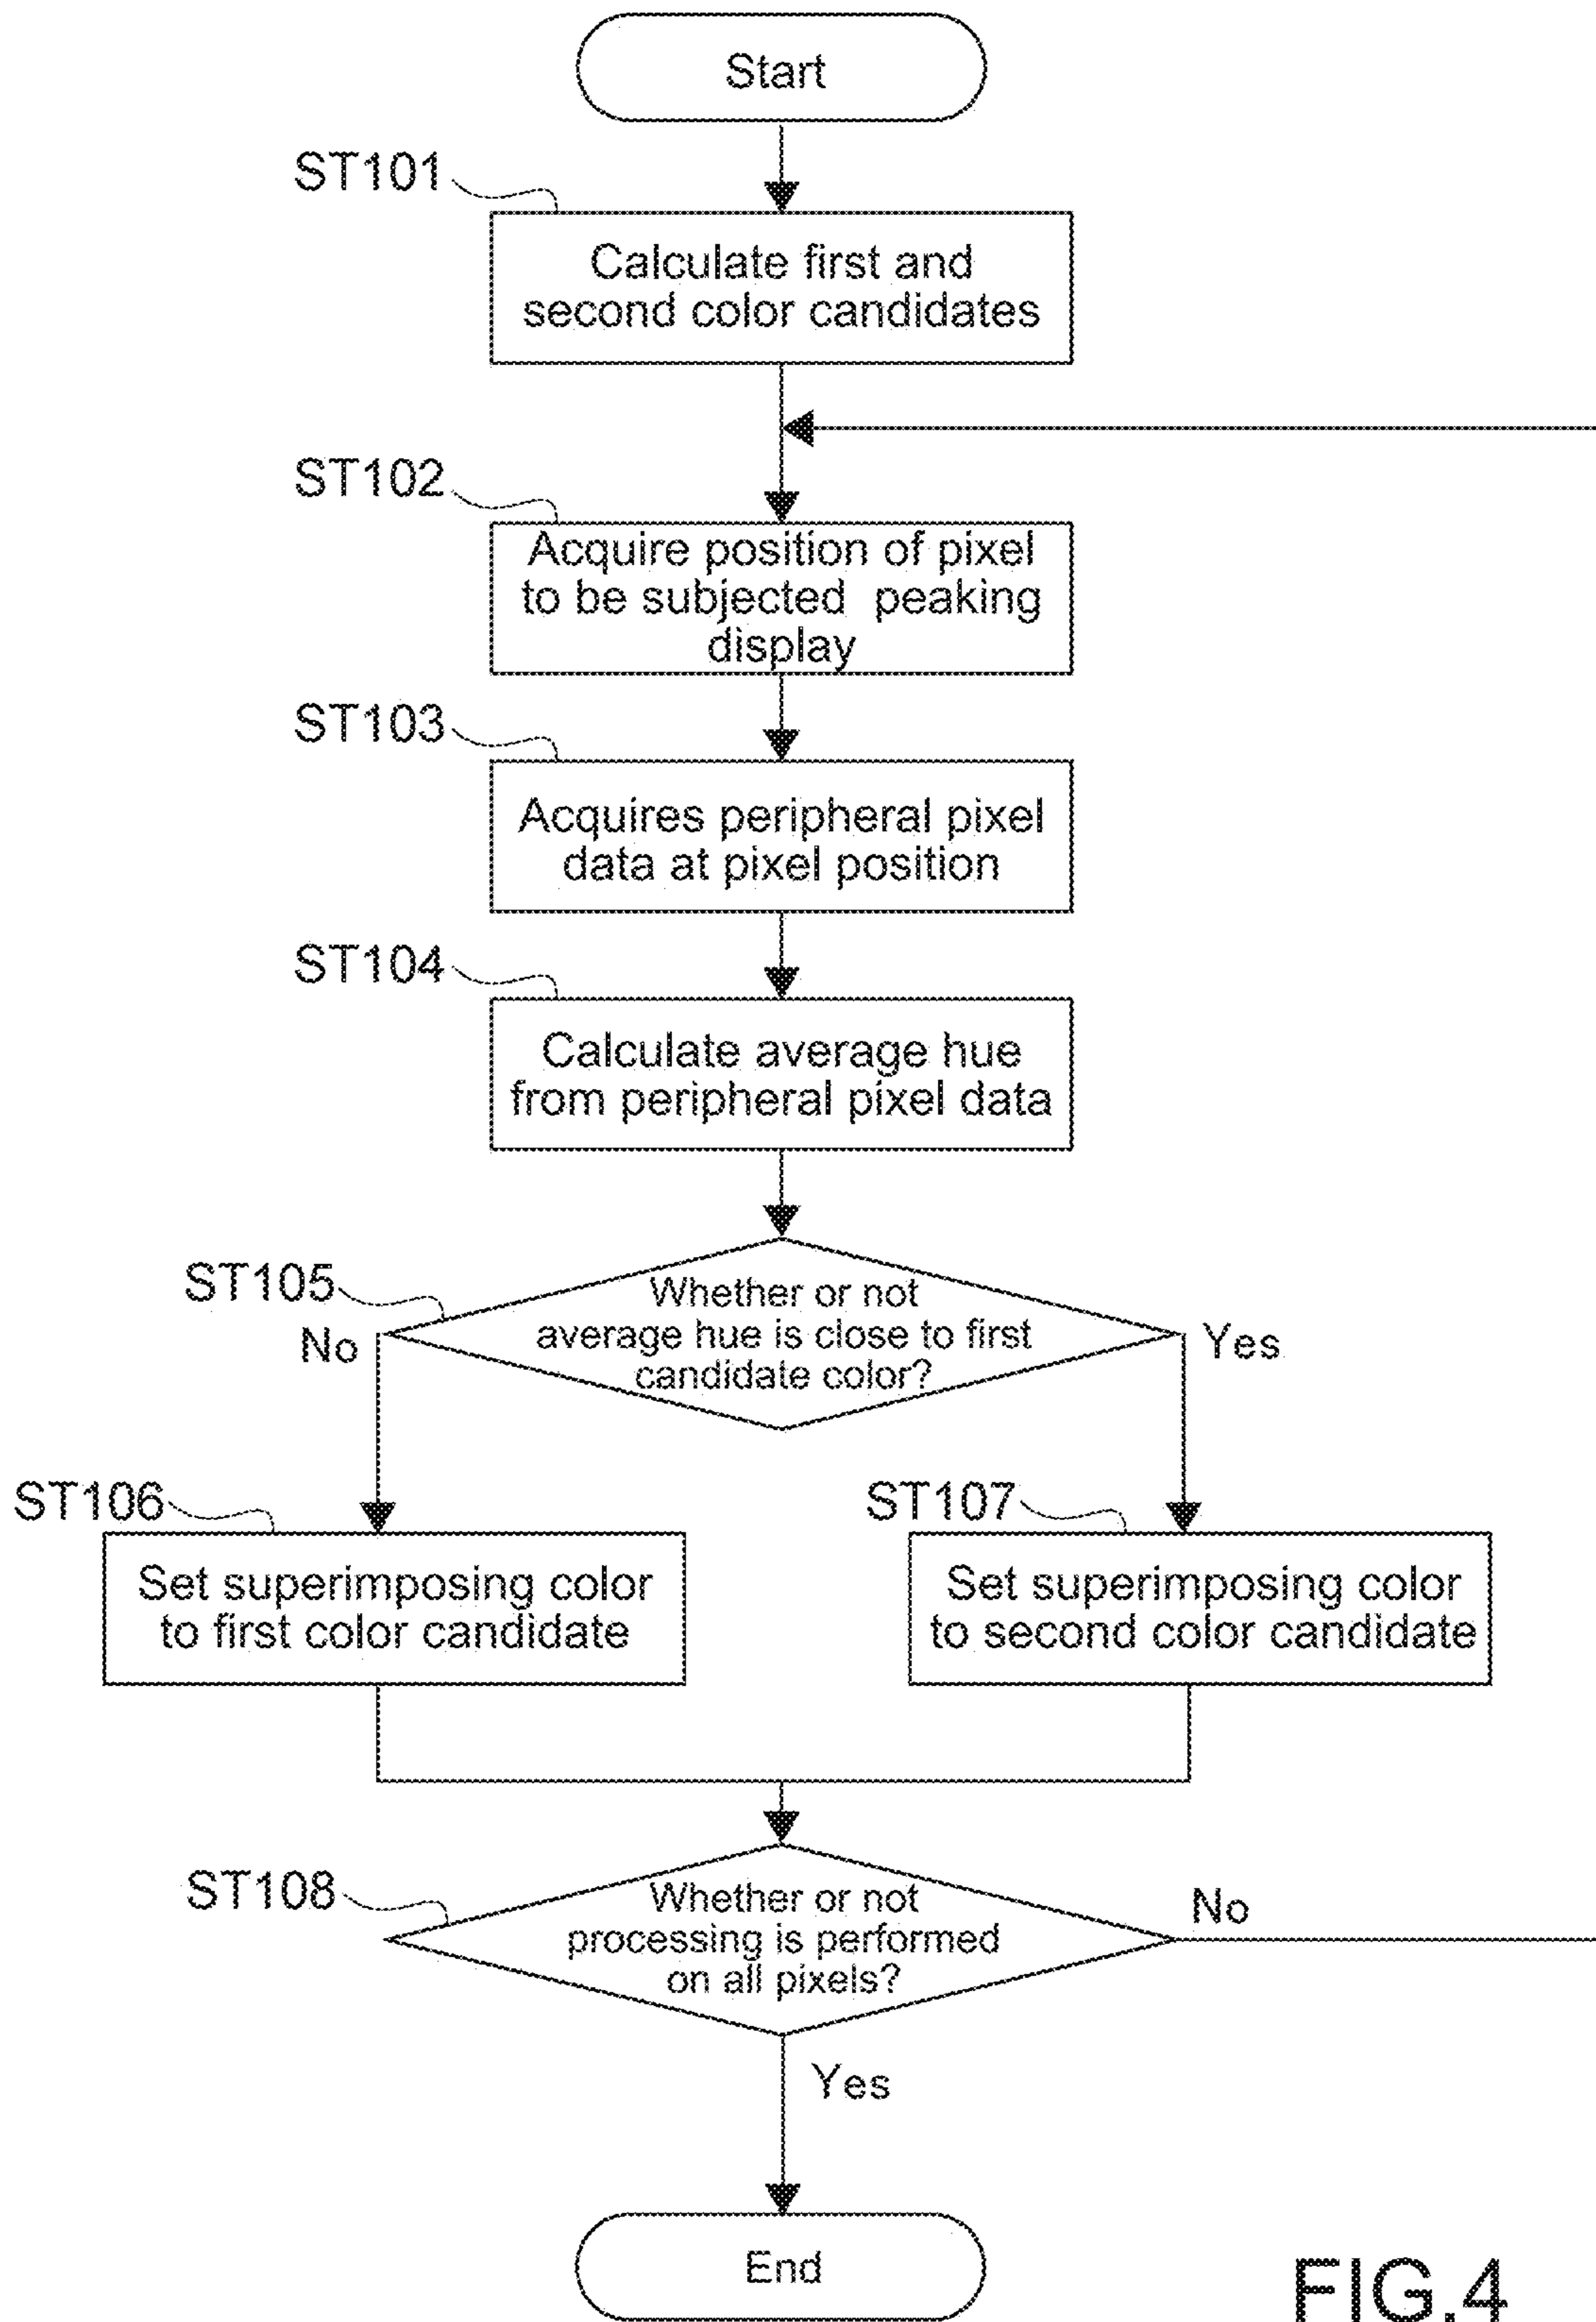 Start
ST101
Calculate first and
second color candidates
ST102
Acquire position of pixel
to be subjected peaking
display
ST103
Acquires peripheral pixel
data at pixel position
ST104
Calculate average hue
from peripheral pixel data
ST105
Whether or not
average hue is close to first
candidate color?
No
Yes
ST106
Set superimposing color
to first color candidate
ST107
Set superimposing color
to second color candidate
ST108
Whether or not
processing is performed
on all pixels?
No
Yes
End
FIG.4